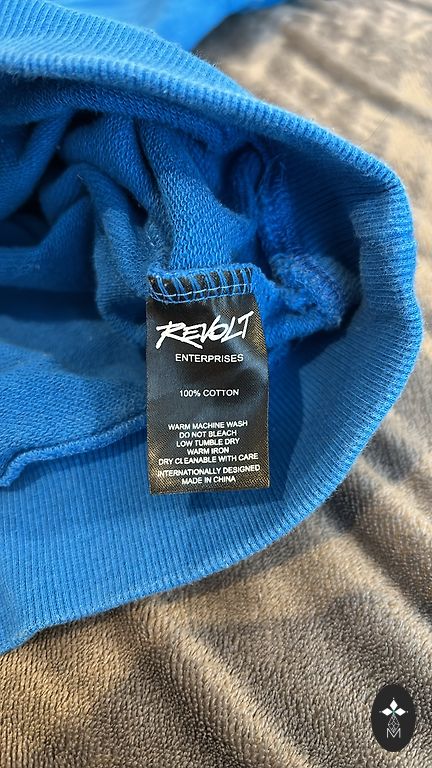 REVOLT
ENTERPRISES
100% COTTON
WARM MACHINE WASH
DO NOT BLEACH
LOW TUMBLE DRY
WARM IRON
DRY CLEANABLE WITH CARE
INTERNATIONALLY DESIGNED
MADE IN CHINA
M